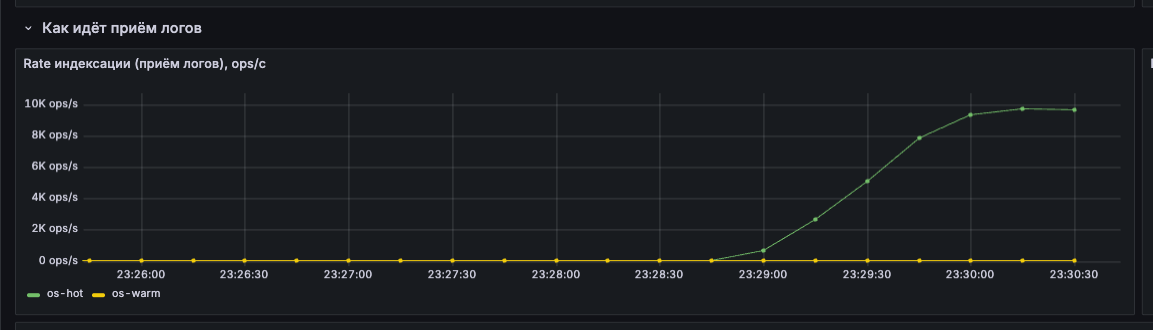 Как идёт приём логов
Rate индексации (приём логов), ops/с
10K ops/s
8K ops/s
6K ops/s
4K ops/s
2K ops/s
0 ops/s
23:26:00 23:26:30 23:27:00 23:27:30 23:28:00 23:28:30 23:29:00 23:29:30 23:30:00 23:30:30
os-hot os-warm